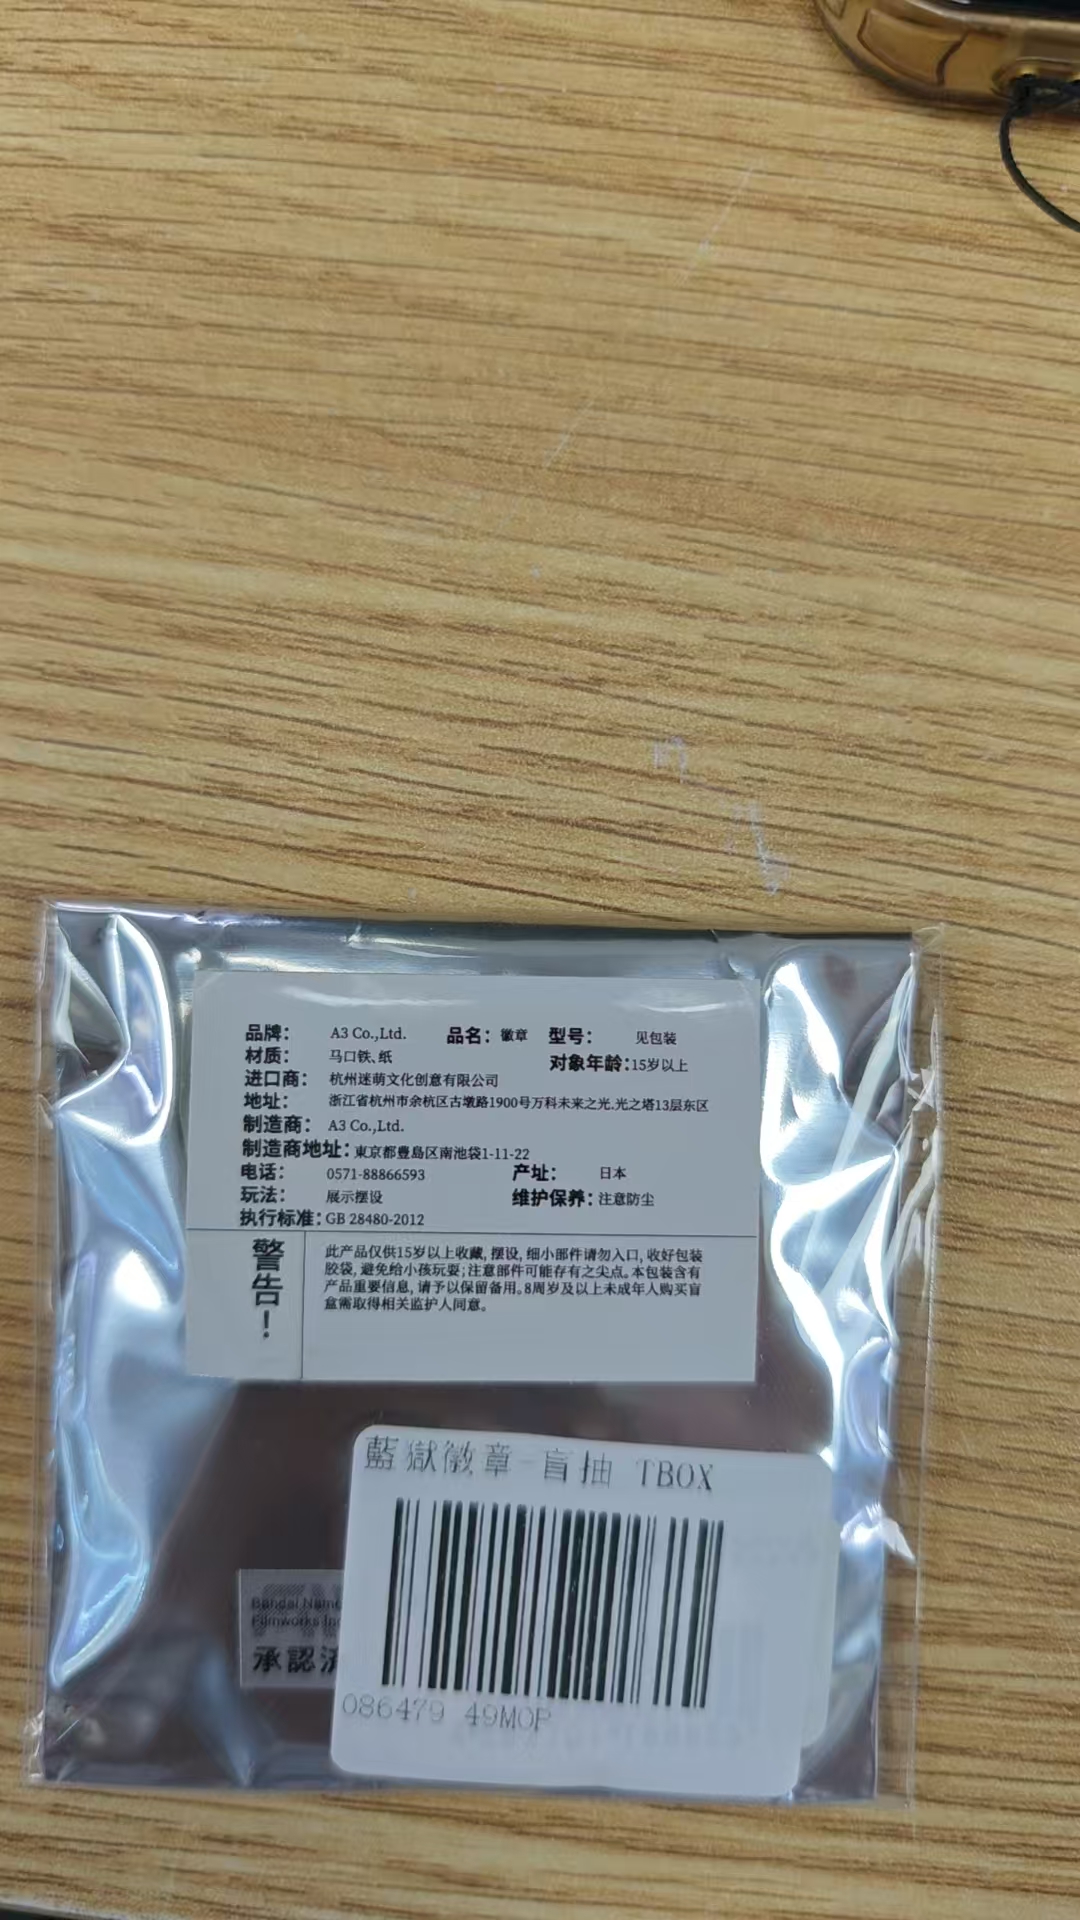 品牌： A3 Co.,Ltd. 品名：徽章 型号： 见包装
材质： 马口铁、纸 对象年龄：15岁以上
进口商： 杭州迷萌文化创意有限公司
地址： 浙江省杭州市余杭区古墩路1900号万科未来之光.光之塔13层东区
制造商： A3 Co.,Ltd.
制造商地址：東京都豊島区南池袋1-11-22
电话： 0571-88866593 产址： 日本
玩法： 展示摆设 维护保养：注意防尘
执行标准：GB 28480-2012
警告！
此产品仅供15岁以上收藏, 摆设, 细小部件请勿入口, 收好包装
胶袋, 避免给小孩玩耍; 注意部件可能存有之尖点。本包装含有
产品重要信息, 请予以保留备用。8周岁及以上未成年人购买盲
盒需取得相关监护人同意。
藍獄徽章-盲抽 TBOX
086479 49MOP
Bandai Namc
Filmworks Inc
承認済